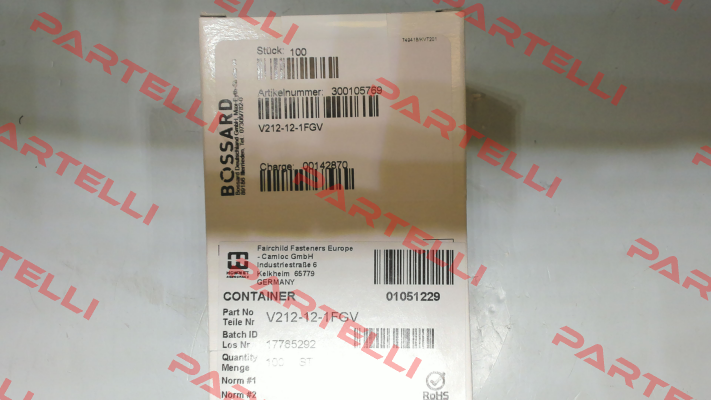 Stück: 100
Artikelnummer: 300105769
V212-12-1FGV
Charge: 00142870
BOSSARD
Fairchild Fasteners Europe
- Camloc GmbH
Industriestraße 6
Kelkheim 65779
GERMANY
CONTAINER 01051229
Part No
Teile Nr V212-12-1FGV
Batch ID
Los Nr 17785292
Quantity
Menge 100 ST
Norm #1
Norm #2
RoHS
PARTELLI
PARTELLI
PARTELLI
PARTELLI
PARTELLI
PARTELLI
PARTELLI